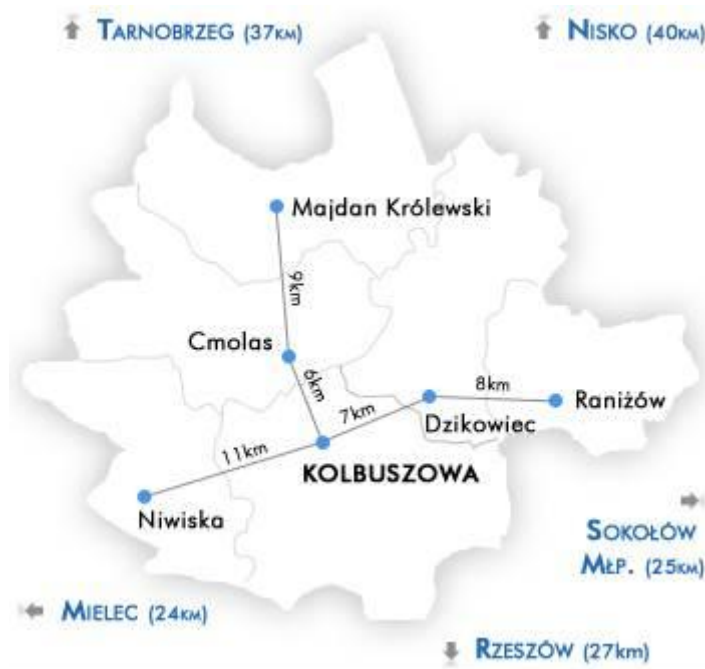 TARNOBRZEG (37KM)
NISKO (40KM)
Majdan Królewski
9km
Cmolas
6km
8km
7km
Raniżów
Dzikowiec
11km
KOLBUSZOWA
Niwiska
SOKOŁÓW
MŁP. (25KM)
MIELEC (24KM)
RZESZÓW (27km)